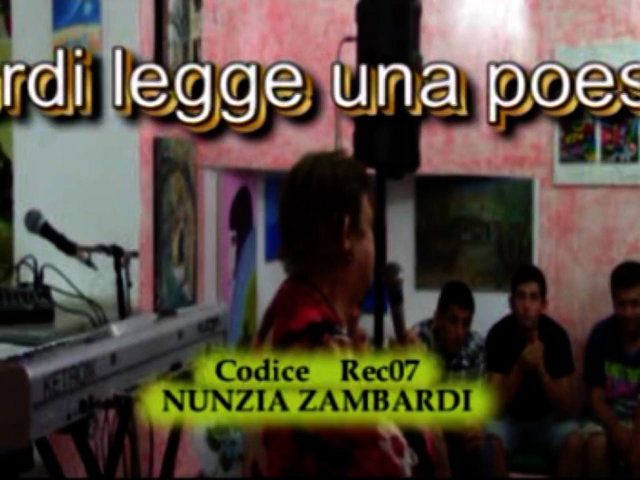 rdi legge una poes
Codice Rec07
NUNZIA ZAMBARDI
KETRON